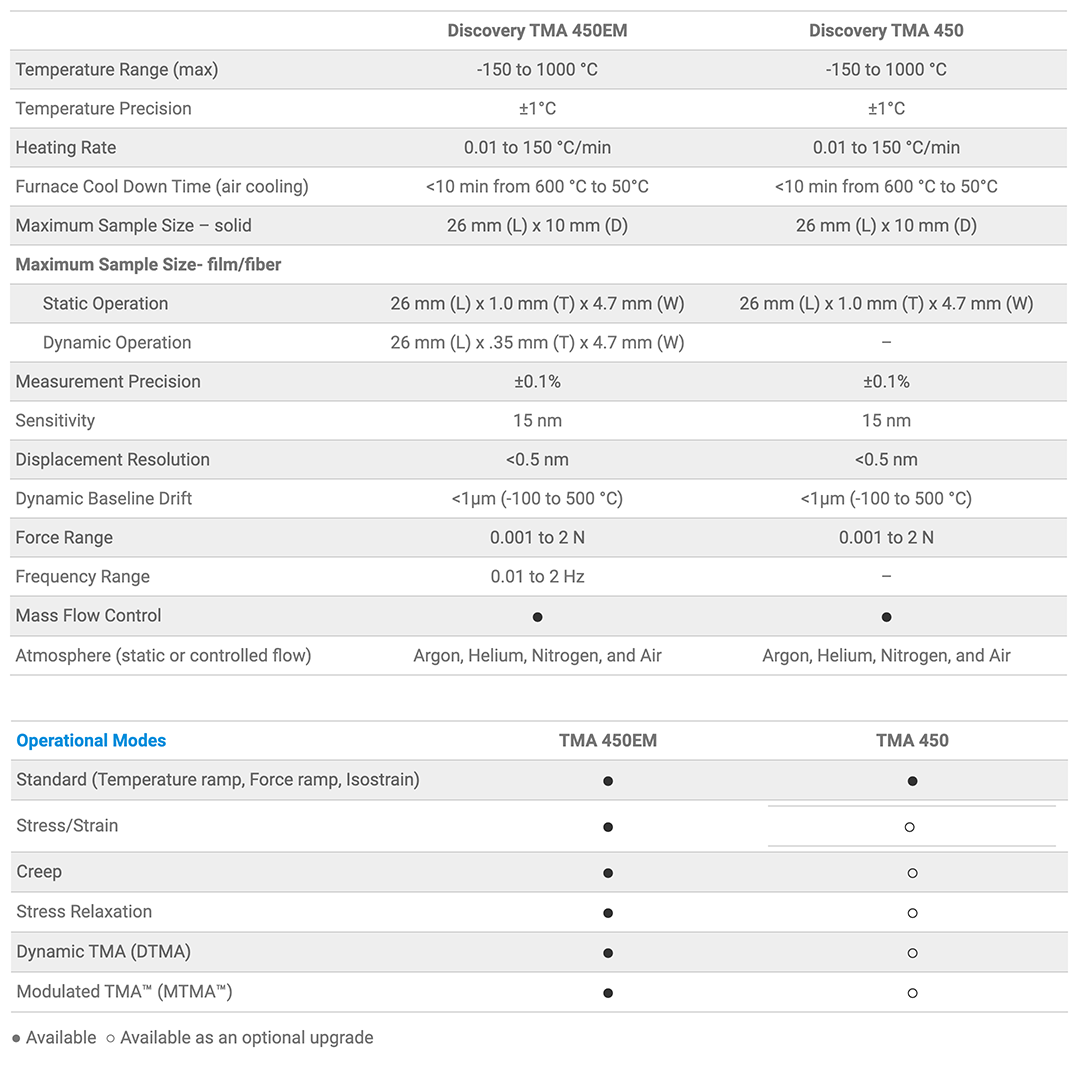 Discovery TMA 450EM Discovery TMA 450
Temperature Range (max) -150 to 1000 °C -150 to 1000 °C
Temperature Precision ±1°C ±1°C
Heating Rate 0.01 to 150 °C/min 0.01 to 150 °C/min
Furnace Cool Down Time (air cooling) <10 min from 600 °C to 50°C <10 min from 600 °C to 50°C
Maximum Sample Size – solid 26 mm (L) x 10 mm (D) 26 mm (L) x 10 mm (D)
Maximum Sample Size- film/fiber
Static Operation 26 mm (L) x 1.0 mm (T) x 4.7 mm (W) 26 mm (L) x 1.0 mm (T) x 4.7 mm (W)
Dynamic Operation 26 mm (L) x .35 mm (T) x 4.7 mm (W) –
Measurement Precision ±0.1% ±0.1%
Sensitivity 15 nm 15 nm
Displacement Resolution <0.5 nm <0.5 nm
Dynamic Baseline Drift <1μm (-100 to 500 °C) <1μm (-100 to 500 °C)
Force Range 0.001 to 2 N 0.001 to 2 N
Frequency Range 0.01 to 2 Hz –
Mass Flow Control ● ●
Atmosphere (static or controlled flow) Argon, Helium, Nitrogen, and Air Argon, Helium, Nitrogen, and Air
Operational Modes TMA 450EM TMA 450
Standard (Temperature ramp, Force ramp, Isostrain) ● ●
Stress/Strain ● ○
Creep ● ○
Stress Relaxation ● ○
Dynamic TMA (DTMA) ● ○
Modulated TMA™ (MTMA™) ● ○
● Available ○ Available as an optional upgrade